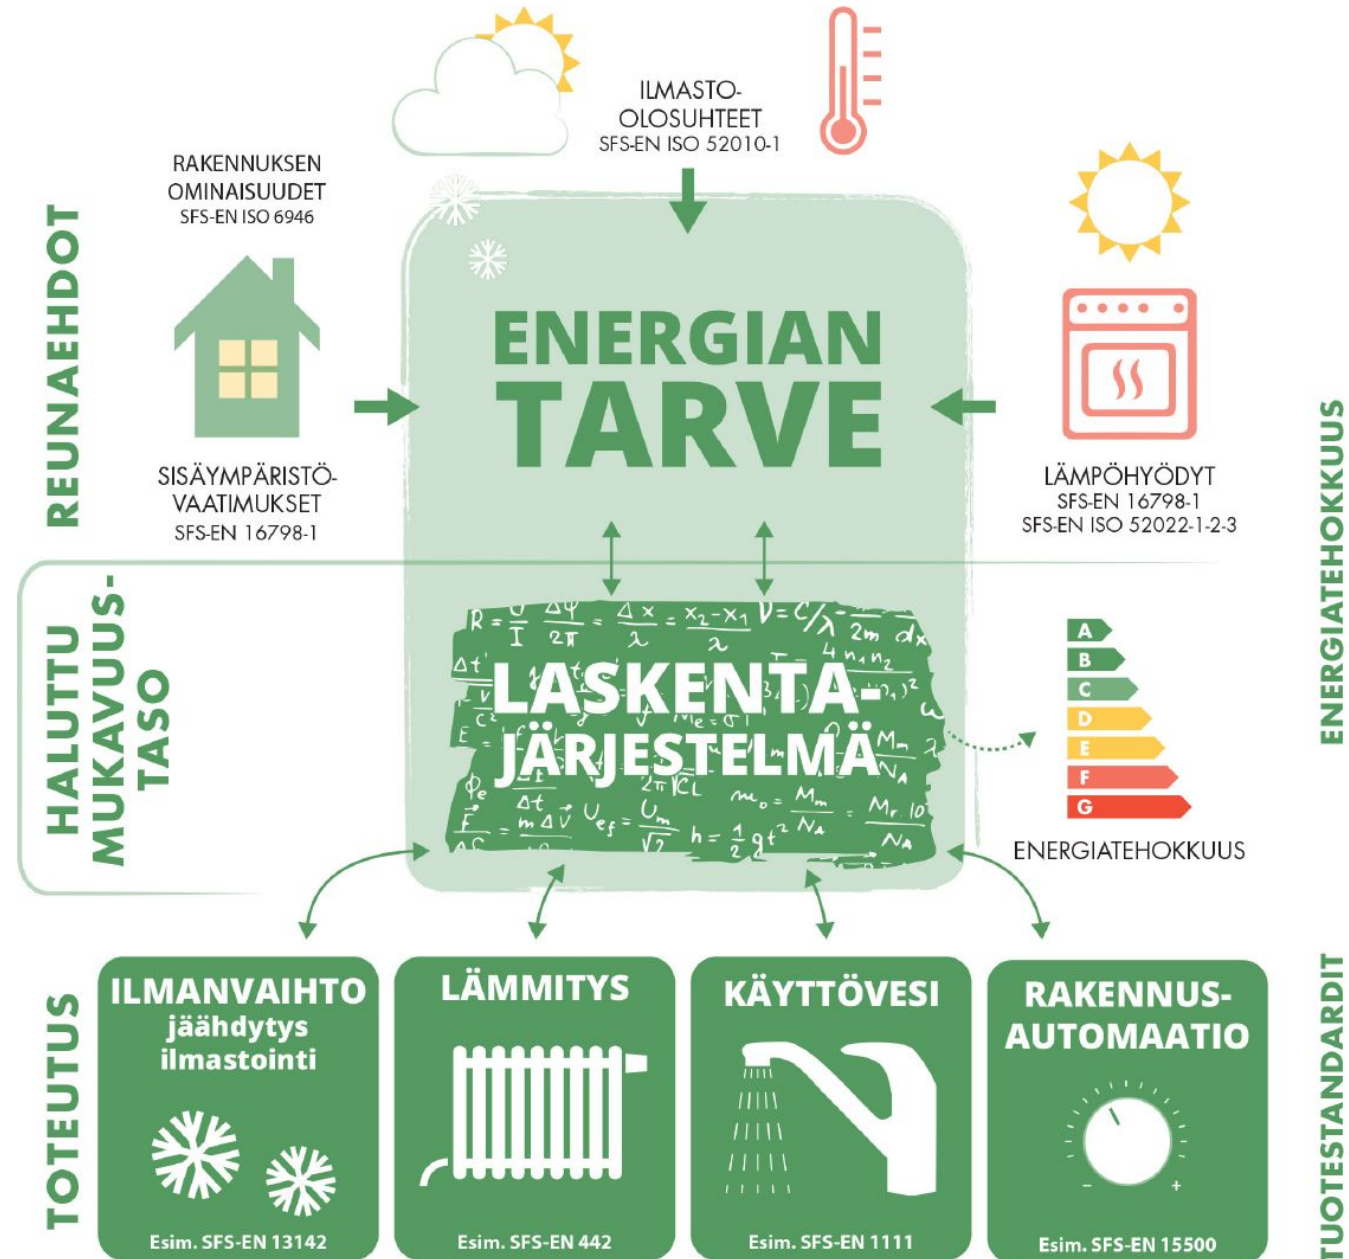 ILMASTO-
OLOSUHTEET
SFS-EN ISO 52010-1
RAKENNUKSEN
OMINAISUUDET
SFS-EN ISO 6946
REUNAEHDOT
ENERGIAN
TARVE
SISÄYMPÄRISTÖ-
VAATIMUKSET
SFS-EN 16798-1
LÄMPÖHYÖDYT
SFS-EN 16798-1
SFS-EN ISO 52022-1-2-3
ENERGIATEHOKKUUS
HALUTTU
MUKAVUUS-
TASO
LASKENTA-
JÄRJESTELMÄ
A
B
C
D
E
F
G
ENERGIATEHOKKUUS
TOTEUTUS
ILMANVAIHTO
jäähdytys
ilmastointi
Esim. SFS-EN 13142
LÄMMITYS
Esim. SFS-EN 442
KÄYTTÖVESI
Esim. SFS-EN 1111
RAKENNUS-
AUTOMAATIO
- +
Esim. SFS-EN 15500
TUOTESTANDARDIT